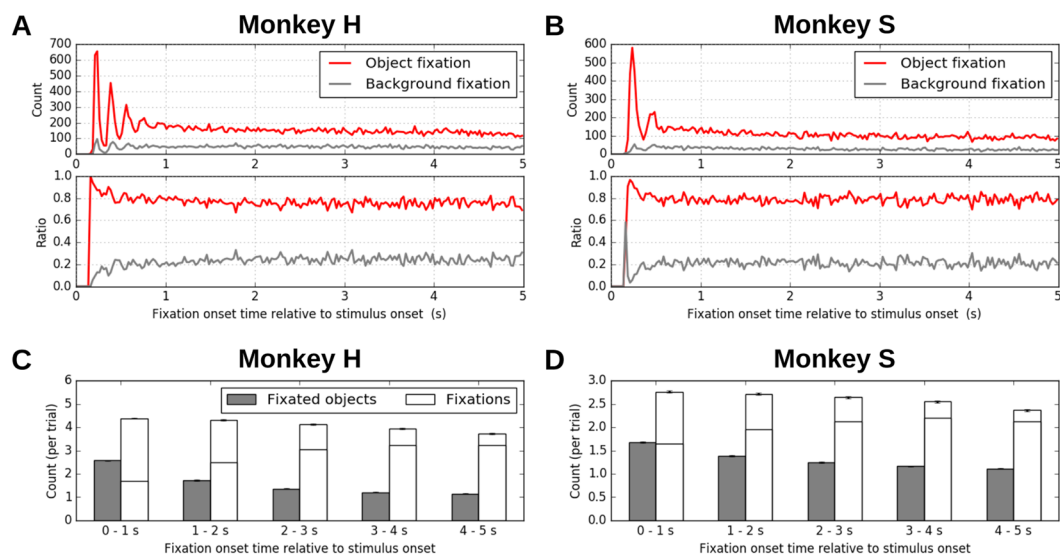 A Monkey H
700
600
500
400
300
200
100
0
Count
Object fixation
Background fixation
0 1 2 3 4 5
1.0
0.8
0.6
0.4
0.2
0.0
Ratio
0 1 2 3 4 5
Fixation onset time relative to stimulus onset (s)
B Monkey S
600
500
400
300
200
100
0
Count
Object fixation
Background fixation
0 1 2 3 4 5
1.0
0.8
0.6
0.4
0.2
0.0
Ratio
0 1 2 3 4 5
Fixation onset time relative to stimulus onset (s)
C Monkey H
6
5
4
3
2
1
0
Count (per trial)
Fixated objects
Fixations
0 - 1 s 1 - 2 s 2 - 3 s 3 - 4 s 4 - 5 s
Fixation onset time relative to stimulus onset
D Monkey S
3.0
2.5
2.0
1.5
1.0
0.5
0.0
Count (per trial)
0 - 1 s 1 - 2 s 2 - 3 s 3 - 4 s 4 - 5 s
Fixation onset time relative to stimulus onset